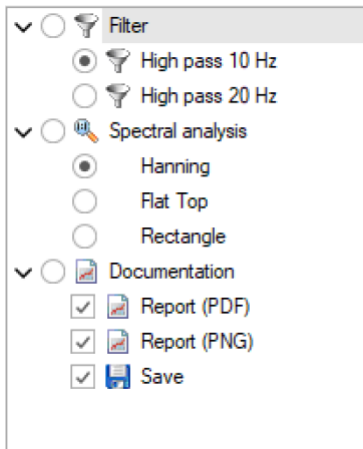 Filter
High pass 10 Hz
High pass 20 Hz
Spectral analysis
Hanning
Flat Top
Rectangle
Documentation
Report (PDF)
Report (PNG)
Save